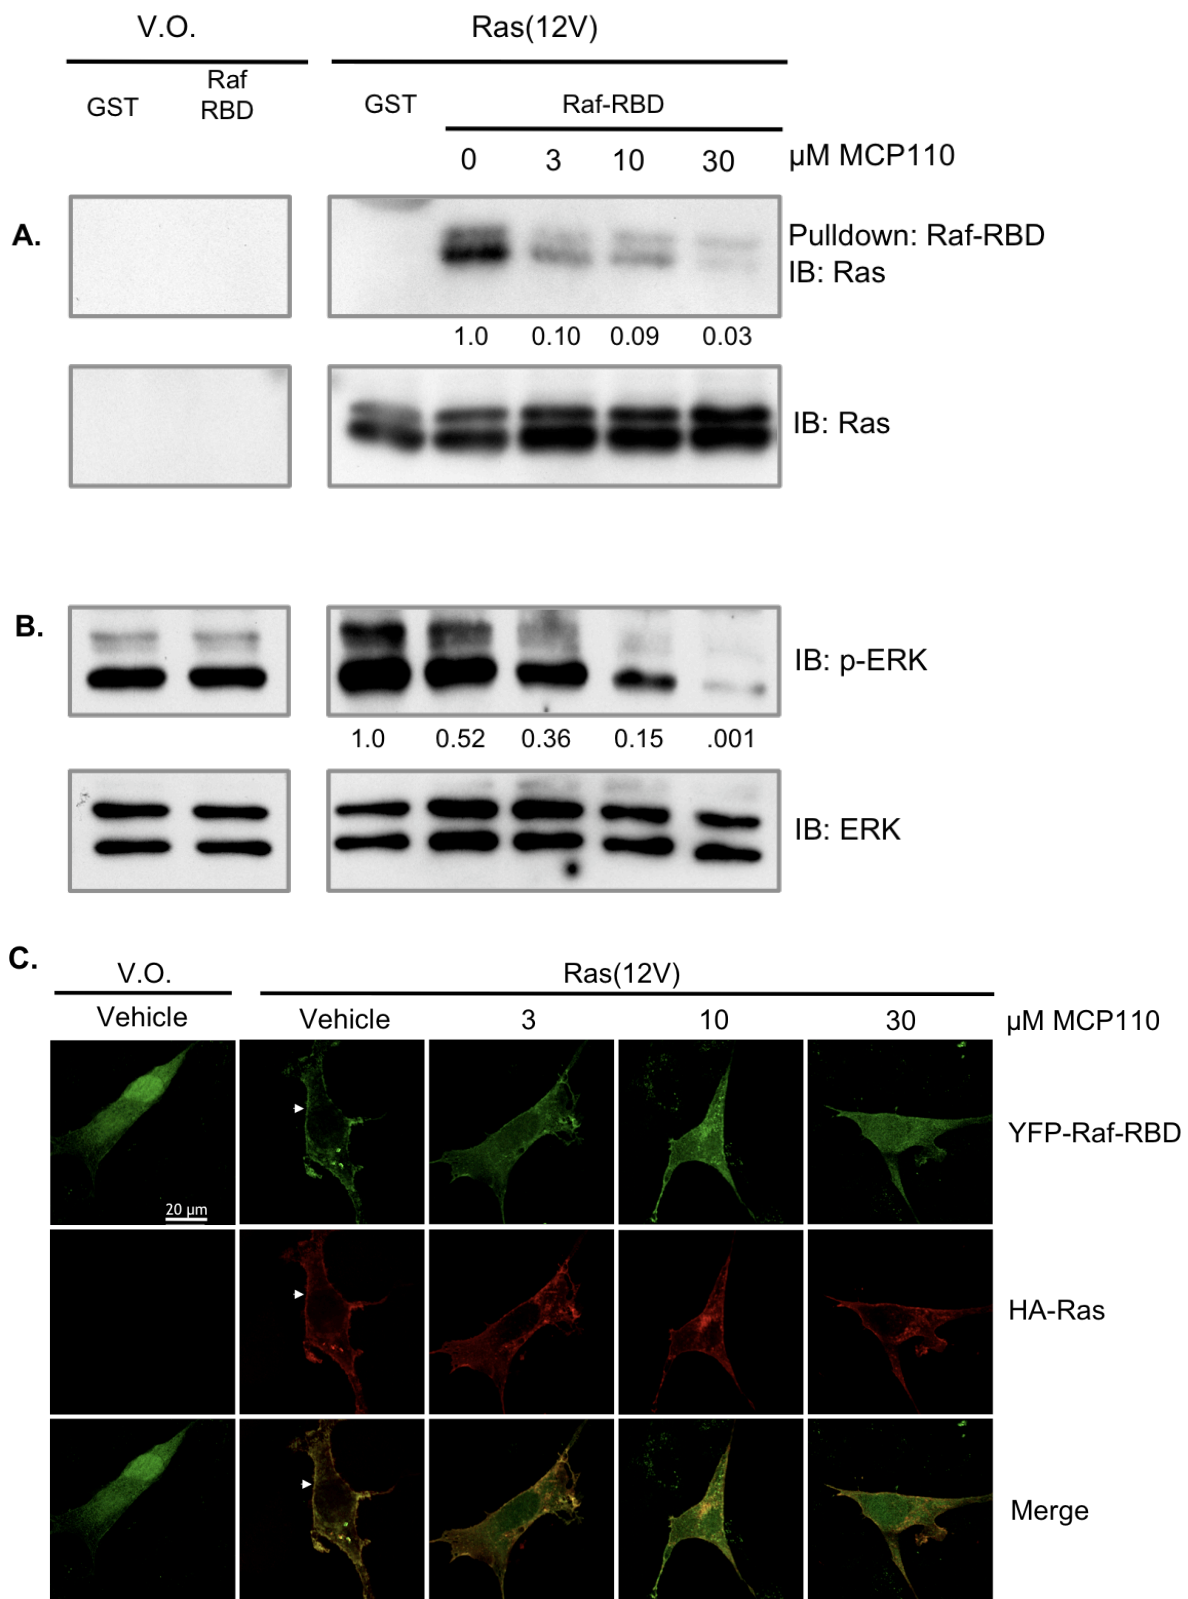 V.O. Ras(12V)
GST Raf RBD GST Raf-RBD
0 3 10 30 µM MCP110
A.
Pulldown: Raf-RBD
IB: Ras
1.0 0.10 0.09 0.03
IB: Ras
B.
IB: p-ERK
1.0 0.52 0.36 0.15 .001
IB: ERK
C.
V.O. Ras(12V)
Vehicle Vehicle 3 10 30 µM MCP110
YFP-Raf-RBD
20 µm
HA-Ras
Merge